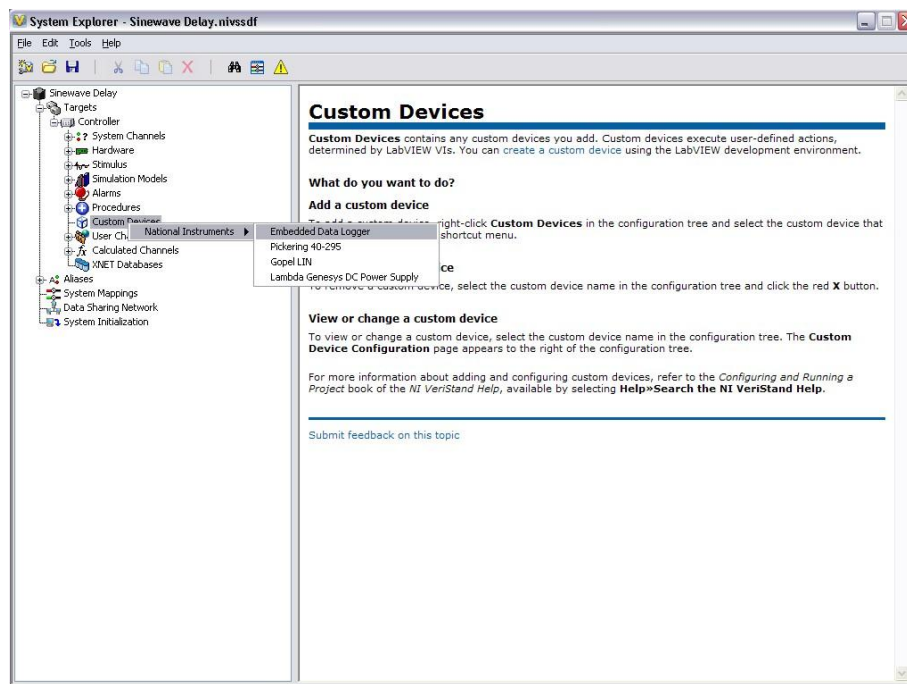 System Explorer - Sinewave Delay.nivssdf
File Edit Tools Help
Sinewave Delay
Targets
Controller
System Channels
Hardware
Stimulus
Simulation Models
Alarms
Procedures
Custom Devices
User Ch
Calculated Channels
XNET Databases
Aliases
System Mappings
Data Sharing Network
System Initialization
National Instruments
Embedded Data Logger
Pickering 40-295
Gopel LIN
Lambda Genesys DC Power Supply
Custom Devices
Custom Devices contains any custom devices you add. Custom devices execute user-defined actions,
determined by LabVIEW VIs. You can create a custom device using the LabVIEW development environment.
What do you want to do?
Add a custom device
To add a custom device, right-click Custom Devices in the configuration tree and select the custom device that
shortcut menu.
ce
To remove a custom device, select the custom device name in the configuration tree and click the red X button.
View or change a custom device
To view or change a custom device, select the custom device name in the configuration tree. The Custom
Device Configuration page appears to the right of the configuration tree.
For more information about adding and configuring custom devices, refer to the Configuring and Running a
Project book of the NI VeriStand Help, available by selecting Help»Search the NI VeriStand Help.
Submit feedback on this topic